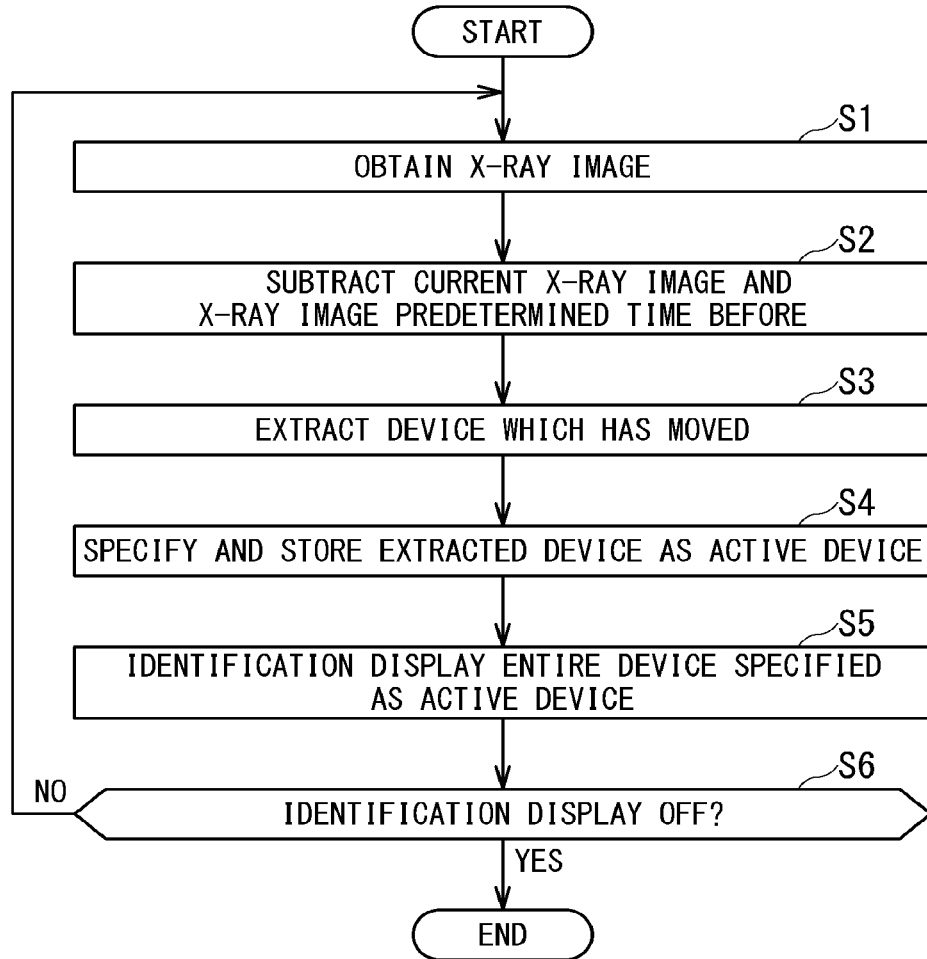 START
S1
OBTAIN X-RAY IMAGE
S2
SUBTRACT CURRENT X-RAY IMAGE AND
X-RAY IMAGE PREDETERMINED TIME BEFORE
S3
EXTRACT DEVICE WHICH HAS MOVED
S4
SPECIFY AND STORE EXTRACTED DEVICE AS ACTIVE DEVICE
S5
IDENTIFICATION DISPLAY ENTIRE DEVICE SPECIFIED
AS ACTIVE DEVICE
S6
NO
IDENTIFICATION DISPLAY OFF?
YES
END